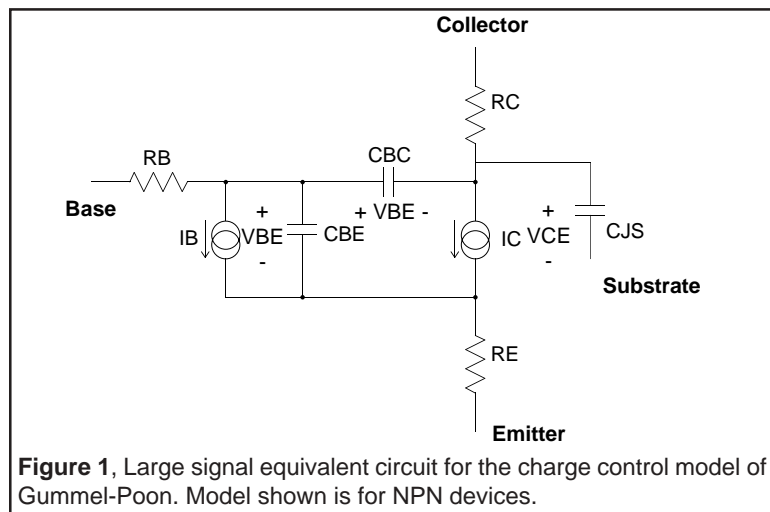 Collector
RC
RB
CBC
Base
+ VBE -
IB
+
VBE
-
CBE
IC
+
VCE
-
CJS
Substrate
RE
Emitter
Figure 1, Large signal equivalent circuit for the charge control model of
Gummel-Poon. Model shown is for NPN devices.